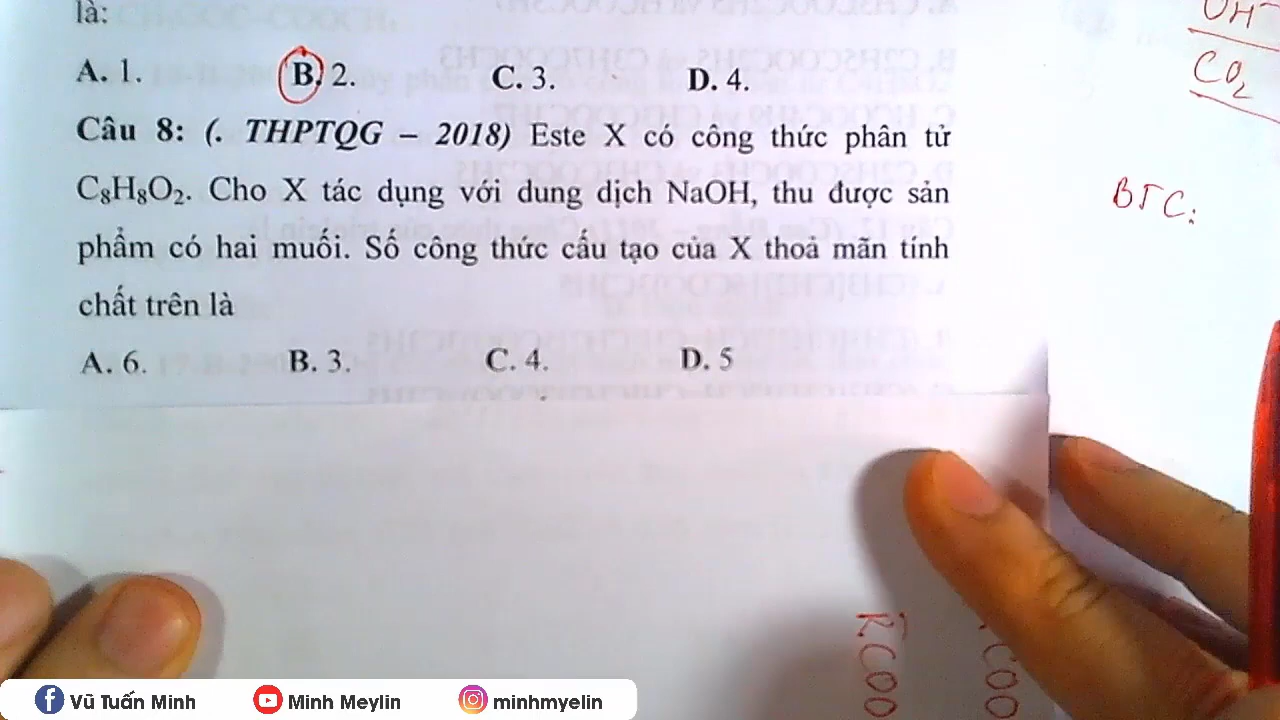 là:
A. 1. B. 2. C. 3. D. 4.
Câu 8: (. THPTQG – 2018) Este X có công thức phân tử
C₈H₈O₂. Cho X tác dụng với dung dịch NaOH, thu được sản
phẩm có hai muối. Số công thức cấu tạo của X thoả mãn tính
chất trên là
A. 6. B. 3. C. 4. D. 5
OH⁻
CO₂
BTC:
RCOO
COO
Vũ Tuấn Minh Minh Meylin minhmyelin